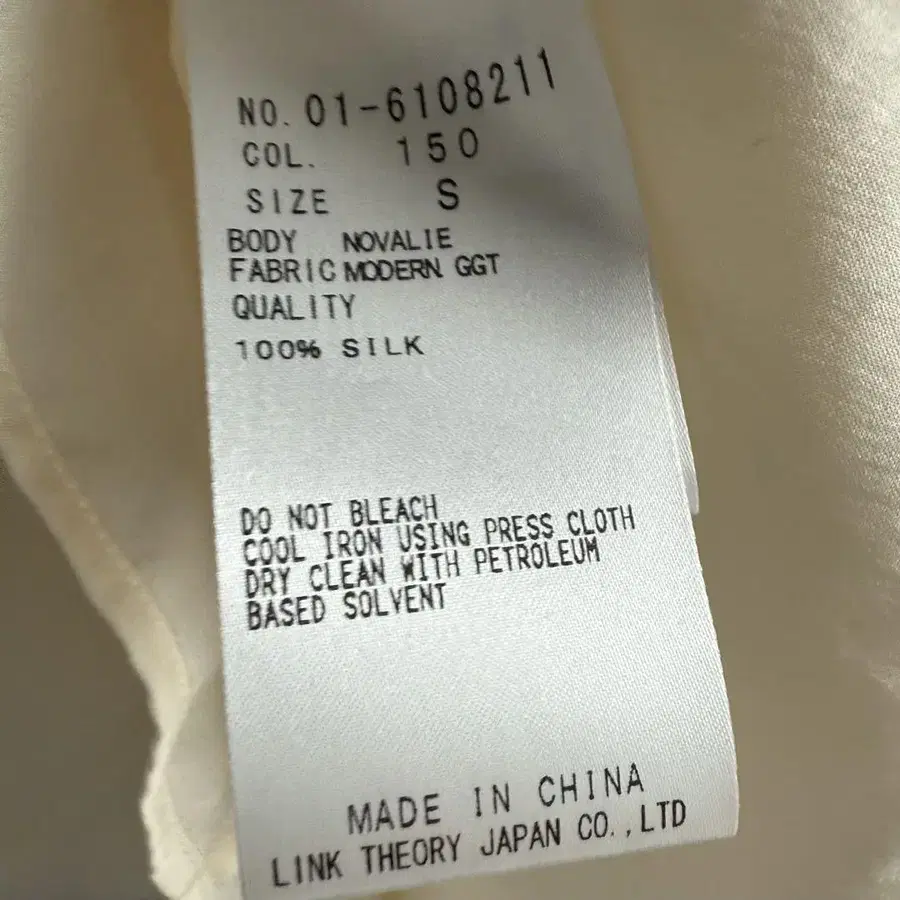 NO. 01-6108211
COL. 150
SIZE S
BODY NOVALIE
FABRIC MODERN GGT
QUALITY
100% SILK
DO NOT BLEACH
COOL IRON USING PRESS CLOTH
DRY CLEAN WITH PETROLEUM
BASED SOLVENT
MADE IN CHINA
LINK THEORY JAPAN CO.,LTD